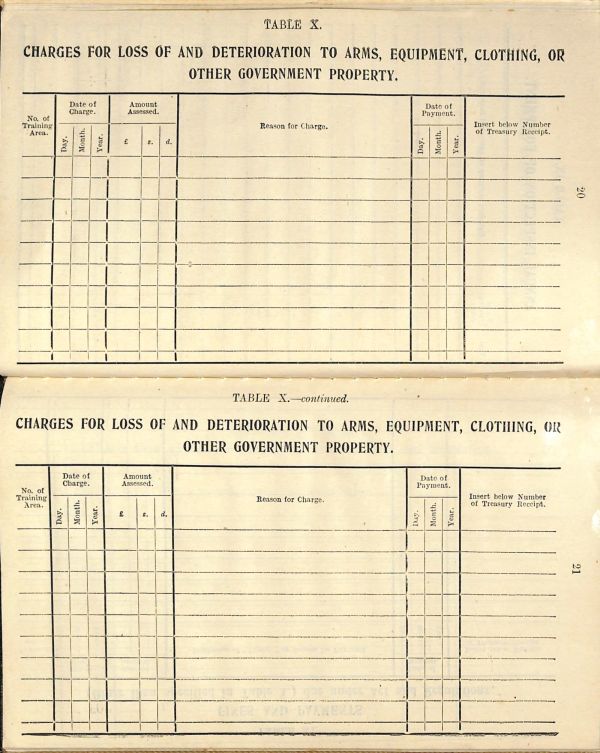 TABLE X.
CHARGES FOR LOSS OF AND DETERIORATION TO ARMS, EQUIPMENT, CLOTHING, OR
OTHER GOVERNMENT PROPERTY.
No. of
Training
Area.
Date of
Charge.
Day.
Month.
Year.
Amount
Assessed.
£
s.
d.
Reason for Charge.
Date of
Payment.
Day.
Month.
Year.
Insert below Number
of Treasury Receipt.
20
TABLE X.—continued.
CHARGES FOR LOSS OF AND DETERIORATION TO ARMS, EQUIPMENT, CLOTHING, OR
OTHER GOVERNMENT PROPERTY.
No. of
Training
Area.
Date of
Charge.
Day.
Month.
Year.
Amount
Assessed.
£
s.
d.
Reason for Charge.
Date of
Payment.
Day.
Month.
Year.
Insert below Number
of Treasury Receipt.
21